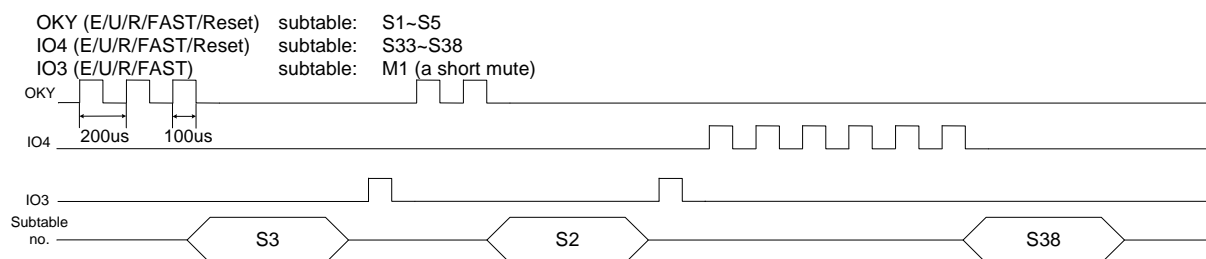 OKY (E/U/R/FAST/Reset) subtable: S1~S5
IO4 (E/U/R/FAST/Reset) subtable: S33~S38
IO3 (E/U/R/FAST) subtable: M1 (a short mute)
OKY
200us 100us
IO4
IO3
Subtable
no. S3 S2 S38